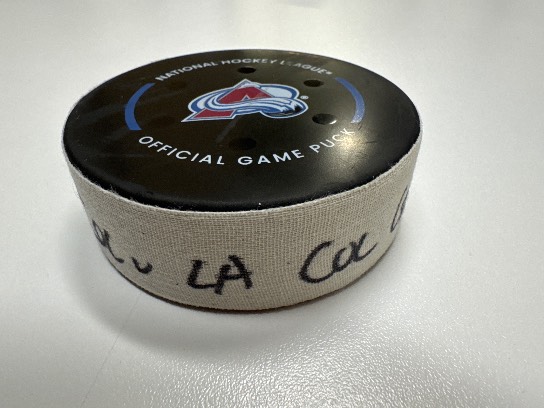 NATIONAL HOCKEY LEAGUE®
OFFICIAL GAME PUCK
v LA COL